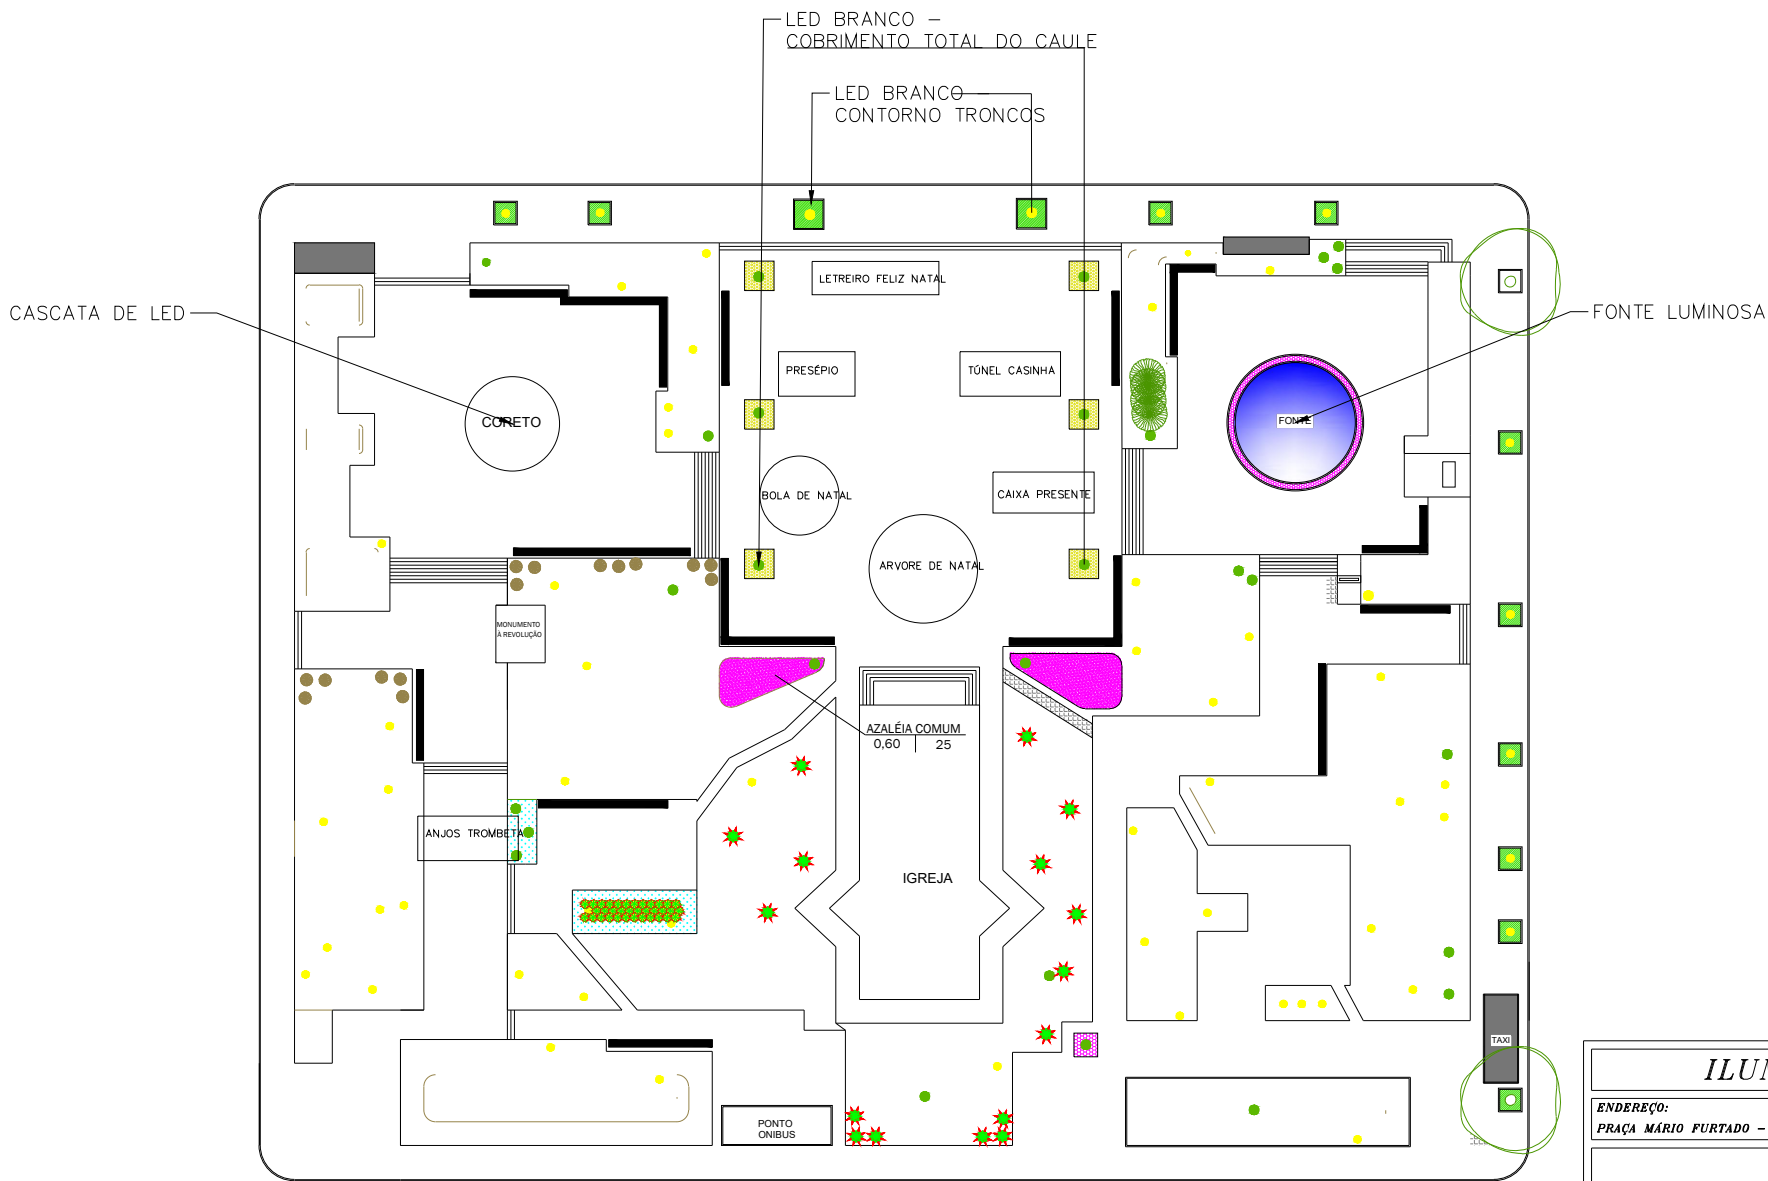 LED BRANCO –
COBRIMENTO TOTAL DO CAULE
LED BRANCO –
CONTORNO TRONCOS
LETREIRO FELIZ NATAL
CASCATA DE LED
FONTE LUMINOSA
PRESÉPIO
TÚNEL CASINHA
CORETO
FONTE
BOLA DE NATAL
CAIXA PRESENTE
ARVORE DE NATAL
MONUMENTO
À REVOLUÇÃO
AZALÉIA COMUM
0,60 25
ANJOS TROMBETA
IGREJA
TAXI
PONTO
ONIBUS
ENDEREÇO:
PRAÇA MÁRIO FURTADO –